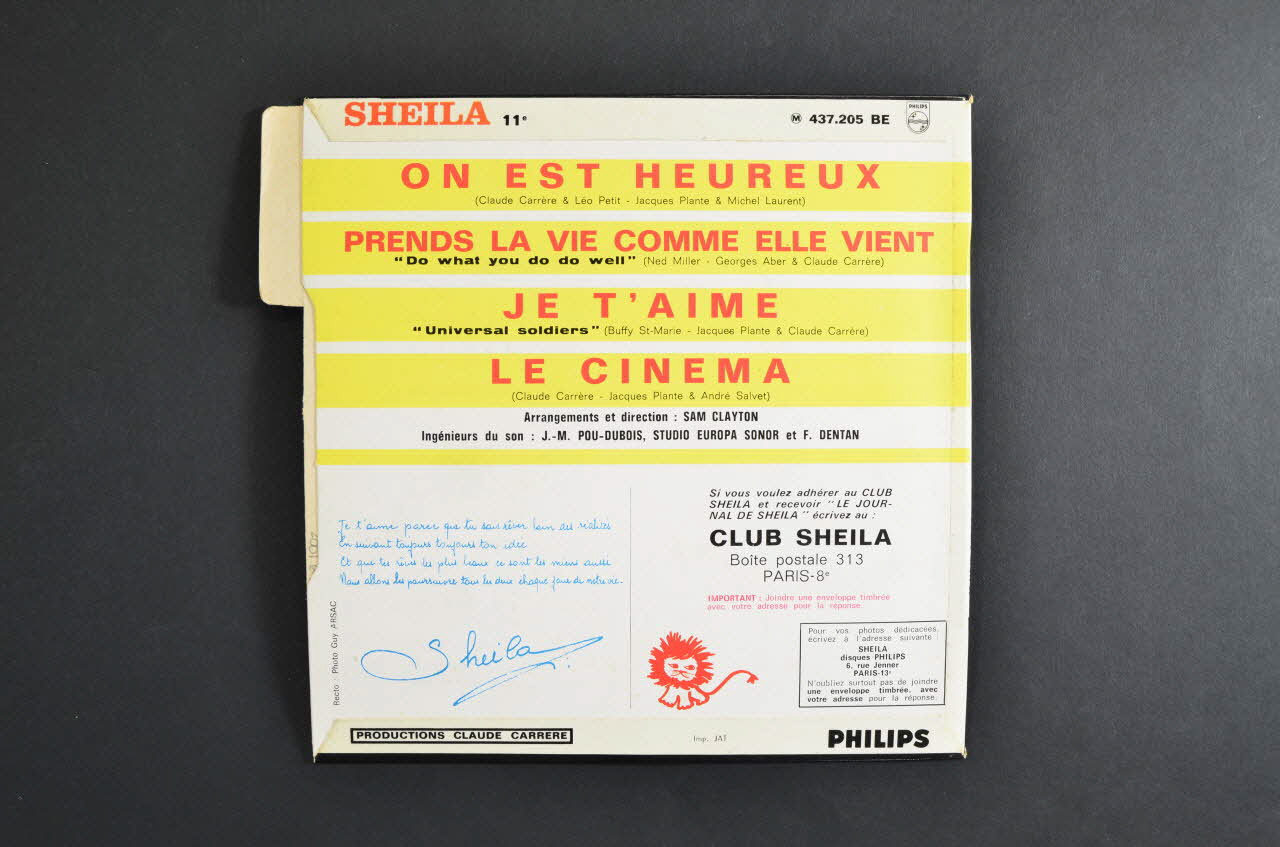 SHEILA 11e
Ⓜ 437.205 BE
PHILIPS
ON EST HEUREUX
(Claude Carrère & Léo Petit - Jacques Plante & Michel Laurent)
PRENDS LA VIE COMME ELLE VIENT
"Do what you do do well" (Ned Miller - Georges Aber & Claude Carrère)
JE T'AIME
"Universal soldiers" (Buffy St-Marie - Jacques Plante & Claude Carrère)
LE CINEMA
(Claude Carrère - Jacques Plante & André Salvet)
Arrangements et direction : SAM CLAYTON
Ingénieurs du son : J.-M. POU-DUBOIS, STUDIO EUROPA SONOR et F. DENTAN
Je t'aime parce que tu sais rêver loin des réalités
En suivant toujours toujours ton idée
Et que tes rêves les plus beaux ce sont les miens aussi
Nous allons les poursuivre tous les deux chaque jour de notre vie.
Sheila
Recto : Photo Guy ARSAC
Si vous voulez adhérer au CLUB
SHEILA et recevoir "LE JOUR-
NAL DE SHEILA" écrivez au :
CLUB SHEILA
Boîte postale 313
PARIS-8e
IMPORTANT : Joindre une enveloppe timbrée
avec votre adresse pour la réponse.
Pour vos photos dédicacées,
écrivez à l'adresse suivante :
SHEILA
disques PHILIPS
6, rue Jenner
PARIS-13e
N'oubliez surtout pas de joindre
une enveloppe timbrée, avec
votre adresse pour la réponse.
PRODUCTIONS CLAUDE CARRERE
Imp. JAT
PHILIPS